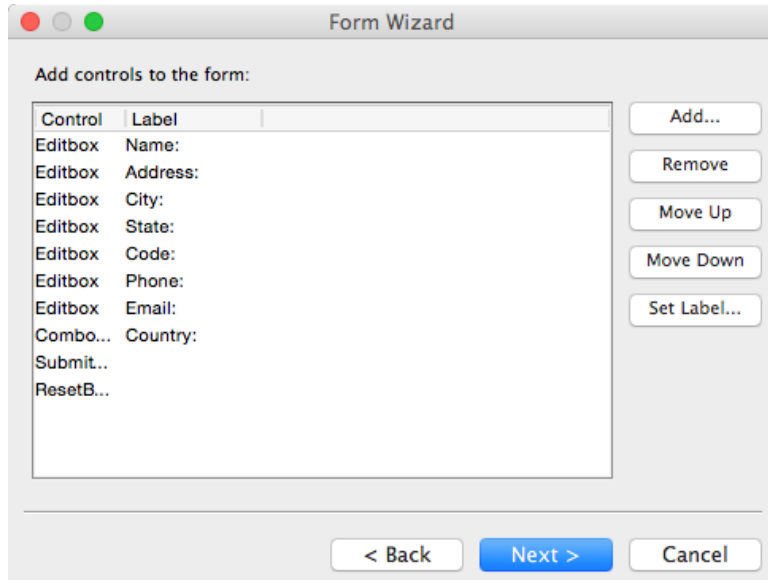 Form Wizard
Add controls to the form:
Control Label
Editbox Name:
Editbox Address:
Editbox City:
Editbox State:
Editbox Code:
Editbox Phone:
Editbox Email:
Combo... Country:
Submit...
ResetB...
Add...
Remove
Move Up
Move Down
Set Label...
< Back Next > Cancel